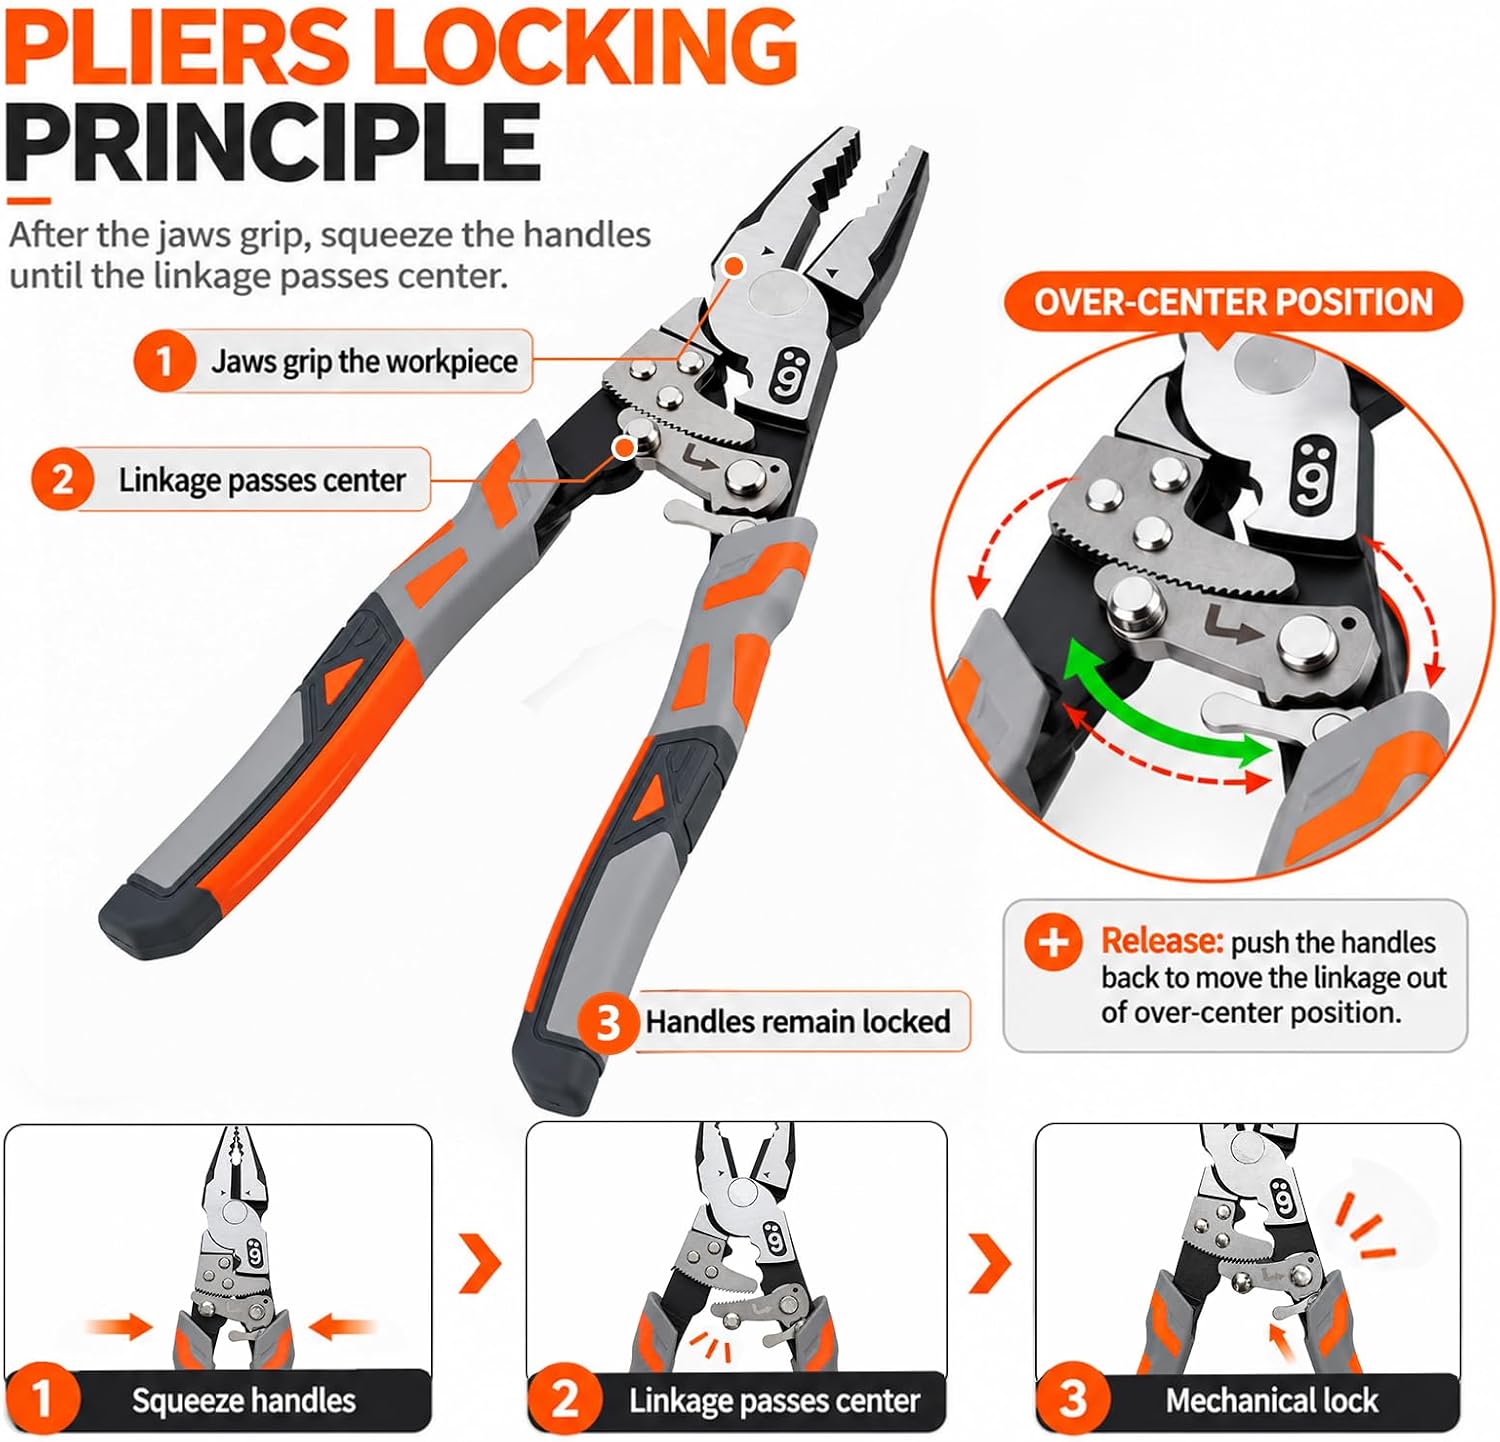 PLIERS LOCKING
PRINCIPLE
After the jaws grip, squeeze the handles
until the linkage passes center.
1 Jaws grip the workpiece
2 Linkage passes center
3 Handles remain locked
OVER-CENTER POSITION
+ Release: push the handles
back to move the linkage out
of over-center position.
1 Squeeze handles
2 Linkage passes center
3 Mechanical lock